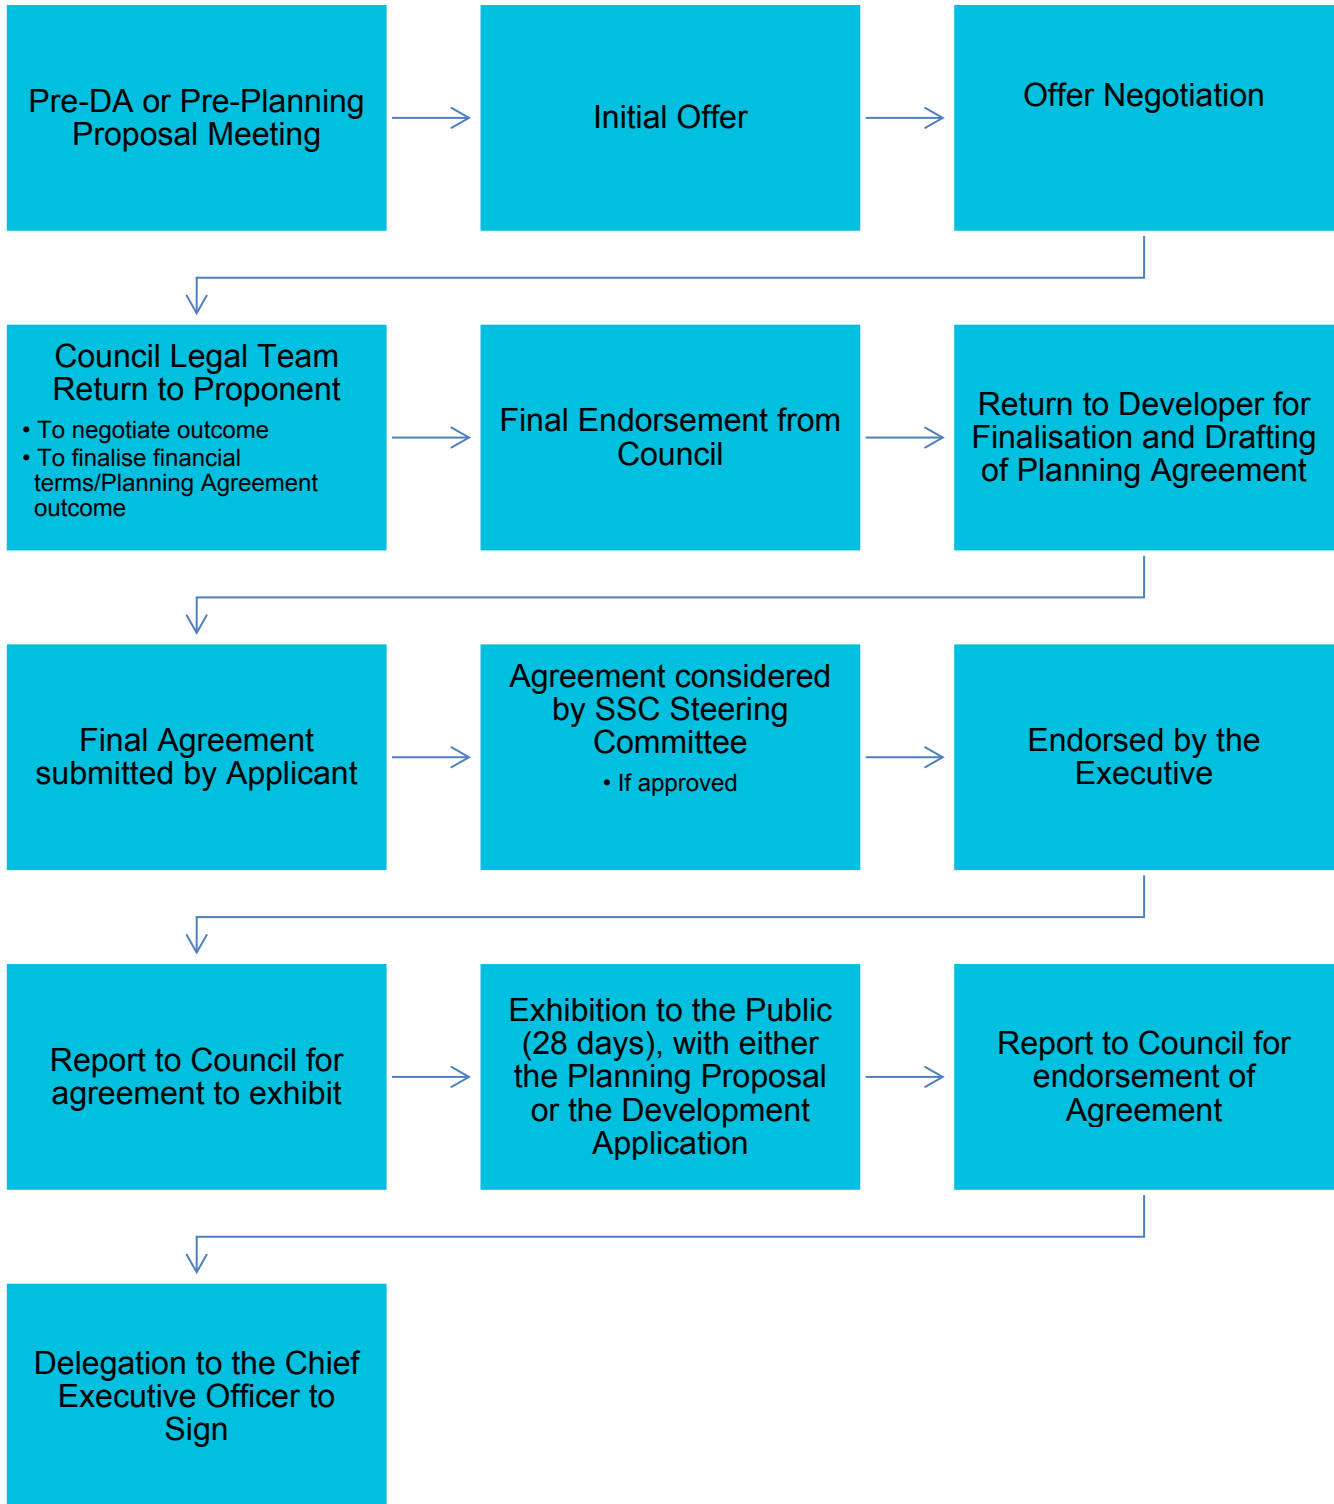 Pre-DA or Pre-Planning
Proposal Meeting
Initial Offer
Offer Negotiation
Council Legal Team
Return to Proponent
• To negotiate outcome
• To finalise financial
terms/Planning Agreement
outcome
Final Endorsement from
Council
Return to Developer for
Finalisation and Drafting
of Planning Agreement
Final Agreement
submitted by Applicant
Agreement considered
by SSC Steering
Committee
• If approved
Endorsed by the
Executive
Report to Council for
agreement to exhibit
Exhibition to the Public
(28 days), with either
the Planning Proposal
or the Development
Application
Report to Council for
endorsement of
Agreement
Delegation to the Chief
Executive Officer to
Sign